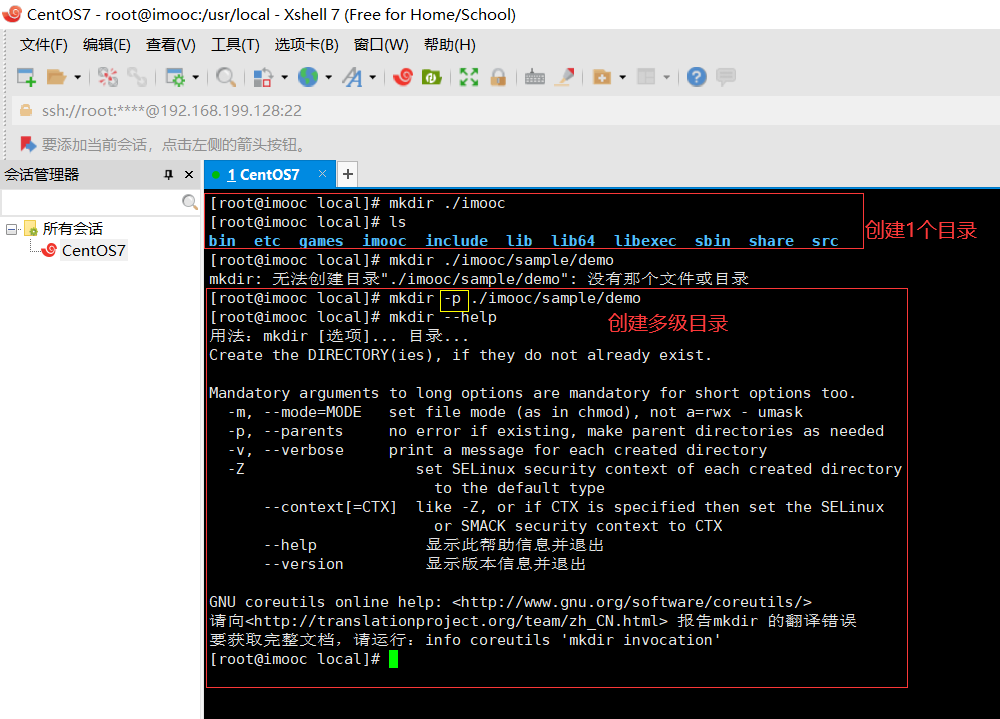 CentOS7 - root@imooc:/usr/local - Xshell 7 (Free for Home/School)
文件(F) 编辑(E) 查看(V) 工具(T) 选项卡(B) 窗口(W) 帮助(H)
ssh://root:****@192.168.199.128:22
要添加当前会话，点击左侧的箭头按钮。
会话管理器
所有会话
CentOS7
1 CentOS7
[root@imooc local]# mkdir ./imooc
[root@imooc local]# ls
bin etc games imooc include lib lib64 libexec sbin share src
创建1个目录
[root@imooc local]# mkdir ./imooc/sample/demo
mkdir: 无法创建目录"./imooc/sample/demo": 没有那个文件或目录
[root@imooc local]# mkdir -p ./imooc/sample/demo
[root@imooc local]# mkdir --help
创建多级目录
用法：mkdir [选项]... 目录...
Create the DIRECTORY(ies), if they do not already exist.
Mandatory arguments to long options are mandatory for short options too.
-m, --mode=MODE set file mode (as in chmod), not a=rwx - umask
-p, --parents no error if existing, make parent directories as needed
-v, --verbose print a message for each created directory
-Z set SELinux security context of each created directory
to the default type
--context[=CTX] like -Z, or if CTX is specified then set the SELinux
or SMACK security context to CTX
--help 显示此帮助信息并退出
--version 显示版本信息并退出
GNU coreutils online help: <http://www.gnu.org/software/coreutils/>
请向<http://translationproject.org/team/zh_CN.html> 报告mkdir 的翻译错误
要获取完整文档，请运行：info coreutils 'mkdir invocation'
[root@imooc local]#